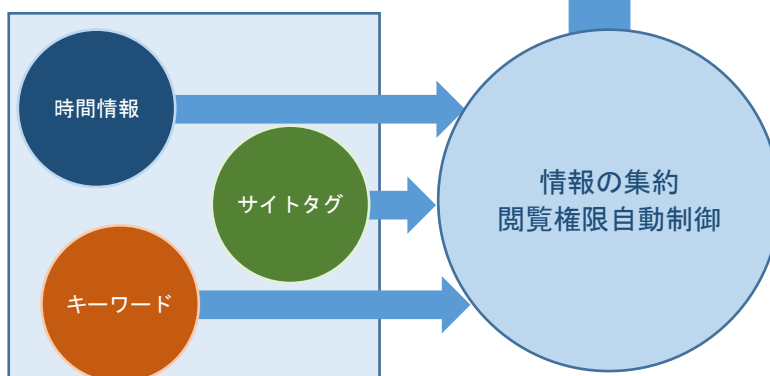 時間情報
サイトタグ
キーワード
情報の集約
閲覧権限自動制御